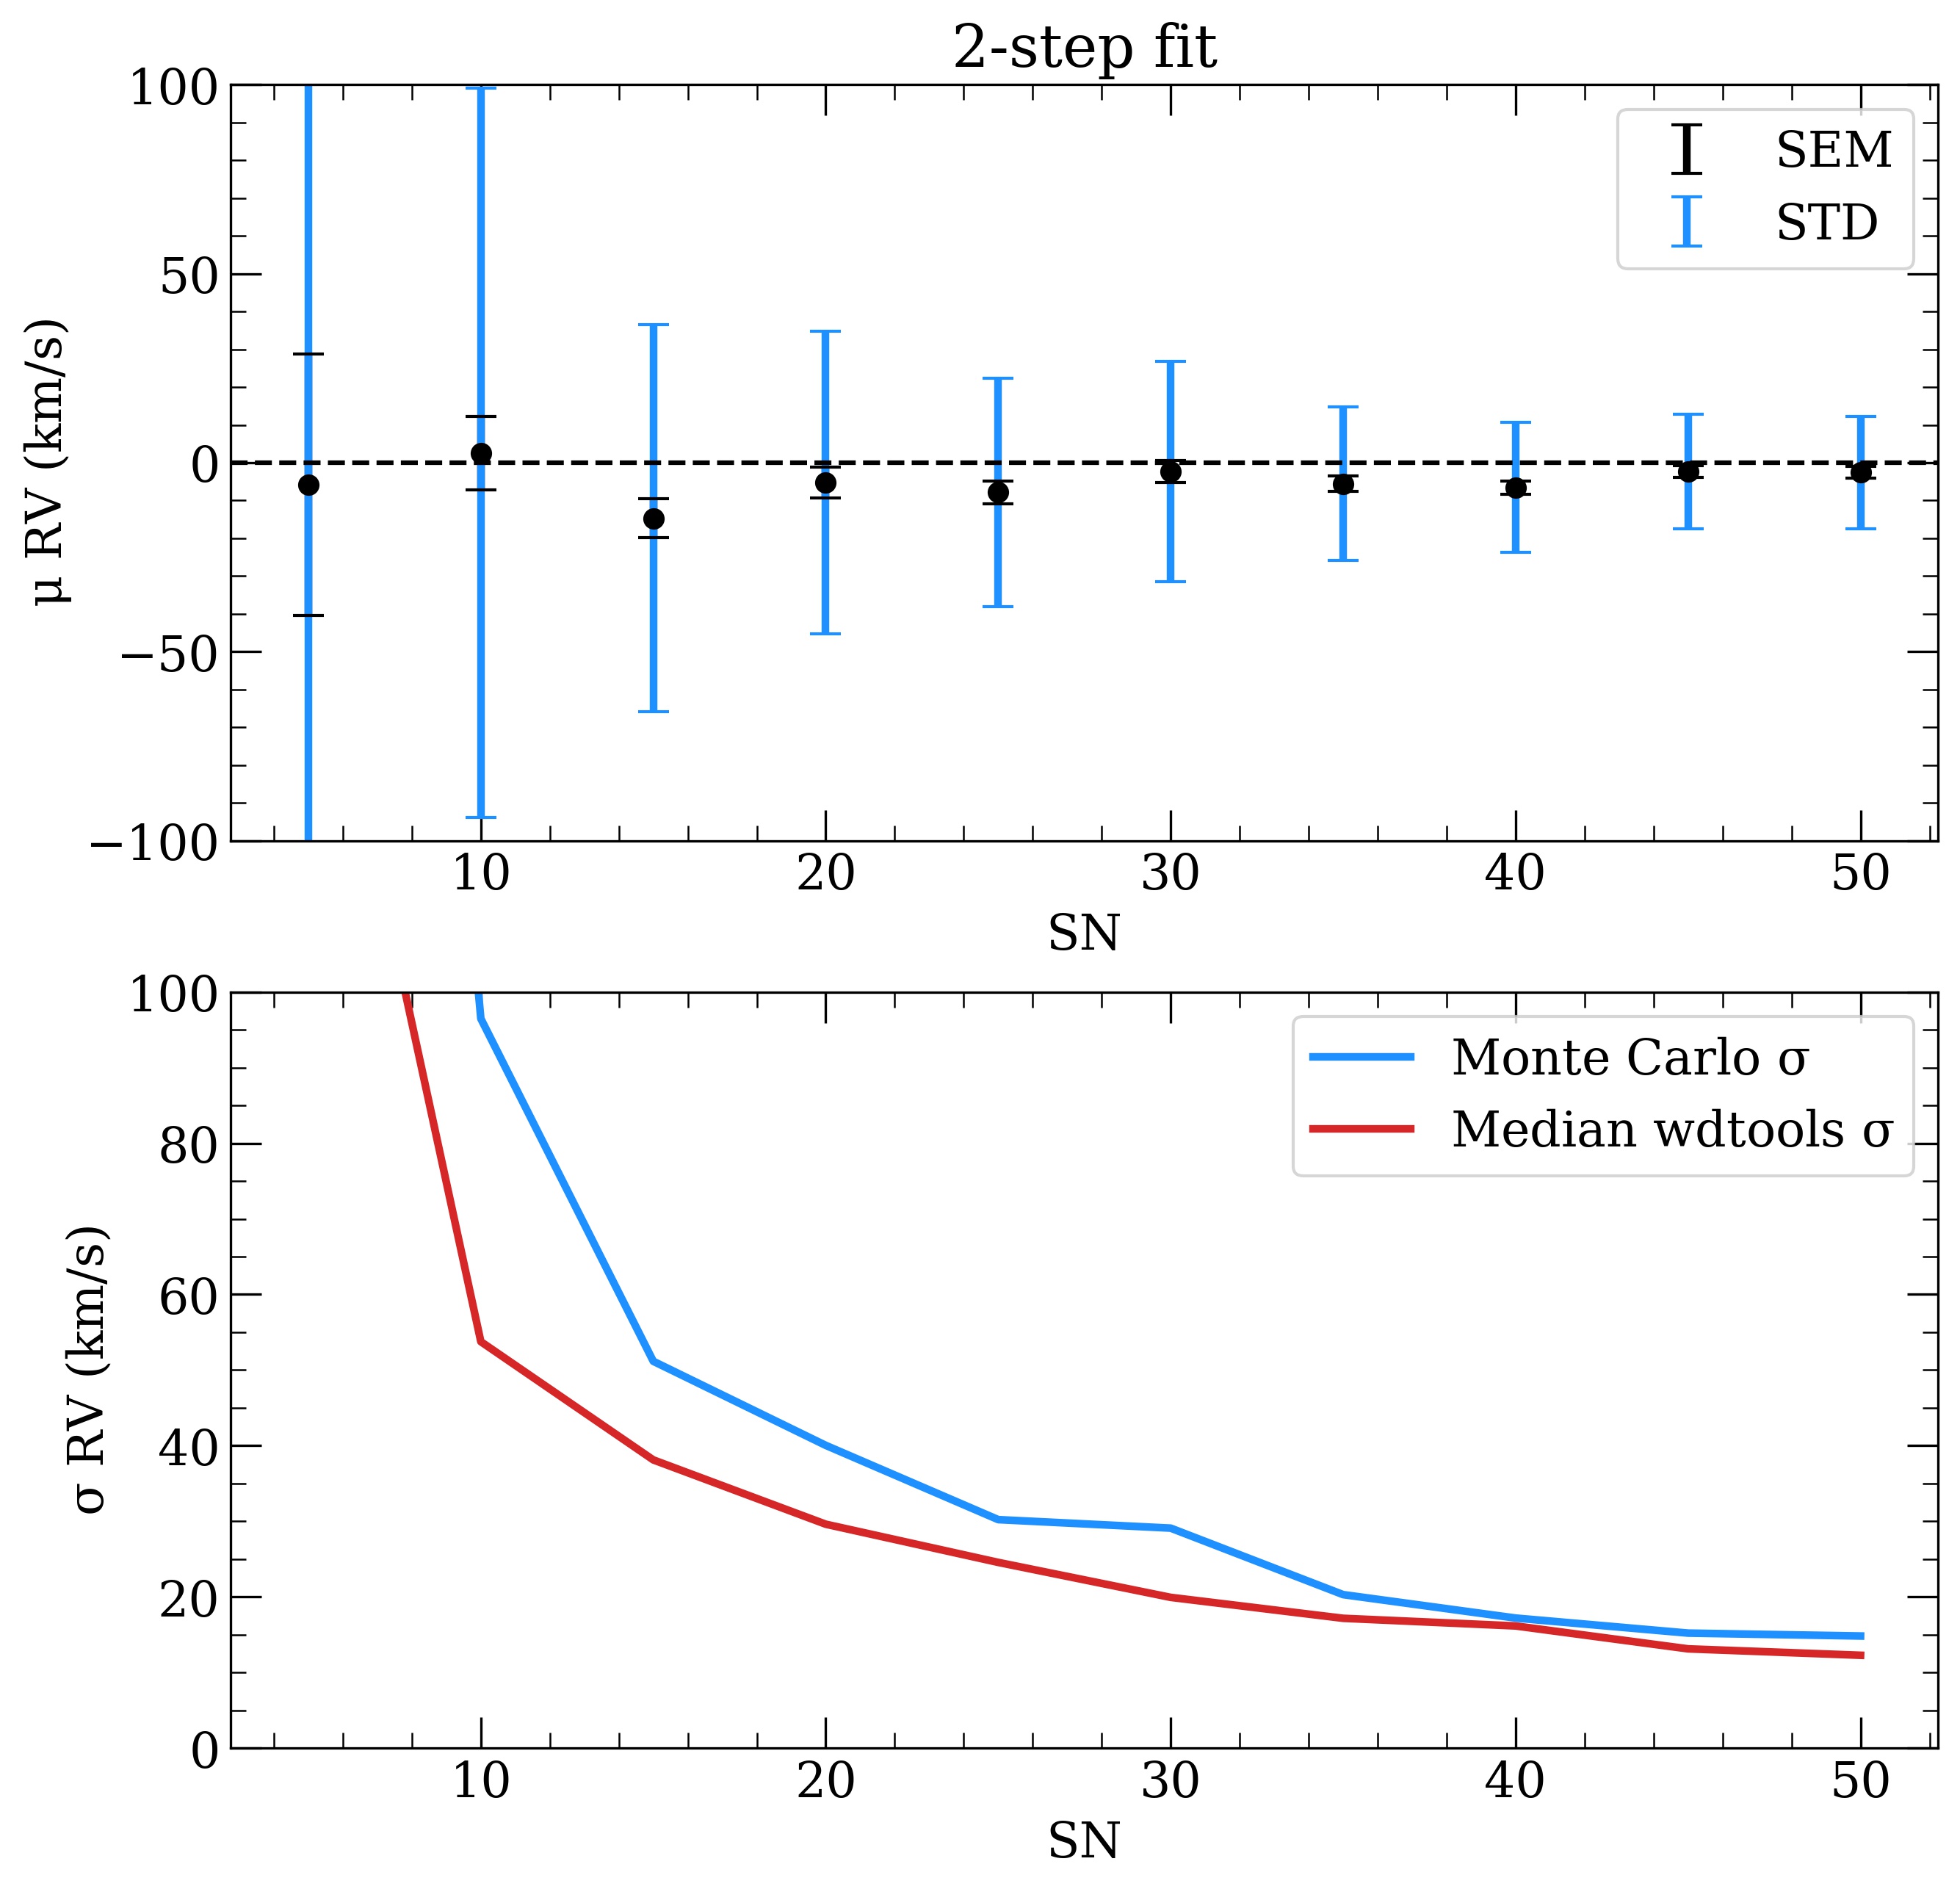 2-step fit
100
50
0
−50
−100
μ RV (km/s)
SEM
STD
10 20 30 40 50
SN
100
80
60
40
20
0
σ RV (km/s)
Monte Carlo σ
Median wdtools σ
10 20 30 40 50
SN